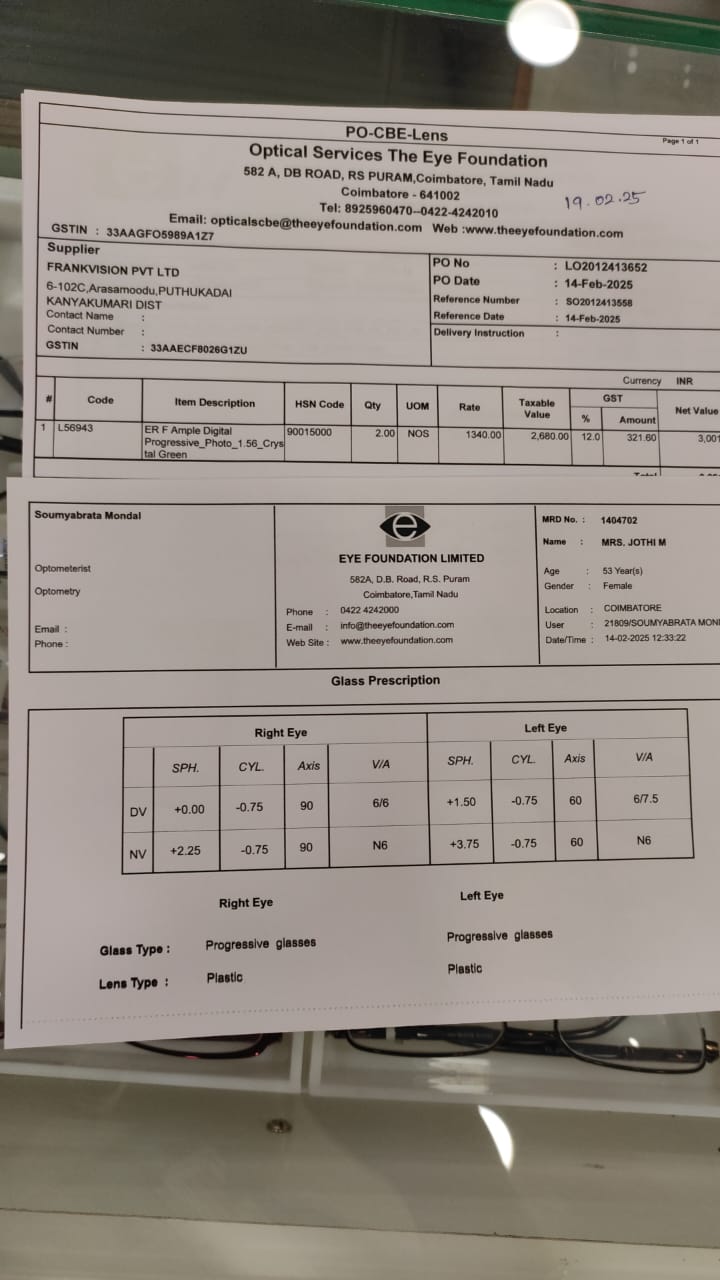 PO-CBE-Lens
Page 1 of 1
Optical Services The Eye Foundation
582 A, DB ROAD, RS PURAM,Coimbatore, Tamil Nadu
Coimbatore - 641002
19.02.25
Tel: 8925960470--0422-4242010
Email: opticalscbe@theeyefoundation.com Web :www.theeyefoundation.com
GSTIN : 33AAGFO5989A1Z7
Supplier
FRANKVISION PVT LTD
6-102C,Arasamoodu,PUTHUKADAI
KANYAKUMARI DIST
Contact Name :
Contact Number :
GSTIN : 33AAECF8026G1ZU
PO No : LO2012413652
PO Date : 14-Feb-2025
Reference Number : SO2012413558
Reference Date : 14-Feb-2025
Delivery Instruction :
Currency INR
# Code Item Description HSN Code Qty UOM Rate Taxable Value GST % Amount Net Value
1 L56943 ER F Ample Digital 90015000 2.00 NOS 1340.00 2,680.00 12.0 321.60 3,001
Progressive_Photo_1.56_Crys
tal Green
Soumyabrata Mondal
Optometerist
Optometry
Email :
Phone :
e
EYE FOUNDATION LIMITED
582A, D.B. Road, R.S. Puram
Coimbatore,Tamil Nadu
Phone : 0422 4242000
E-mail : info@theeyefoundation.com
Web Site : www.theeyefoundation.com
MRD No. : 1404702
Name : MRS. JOTHI M
Age : 53 Year(s)
Gender : Female
Location : COIMBATORE
User : 21809/SOUMYABRATA MON
Date/Time : 14-02-2025 12:33:22
Glass Prescription
Right Eye Left Eye
SPH. CYL. Axis V/A SPH. CYL. Axis V/A
DV +0.00 -0.75 90 6/6 +1.50 -0.75 60 6/7.5
NV +2.25 -0.75 90 N6 +3.75 -0.75 60 N6
Right Eye Left Eye
Glass Type : Progressive glasses Progressive glasses
Lens Type : Plastic Plastic